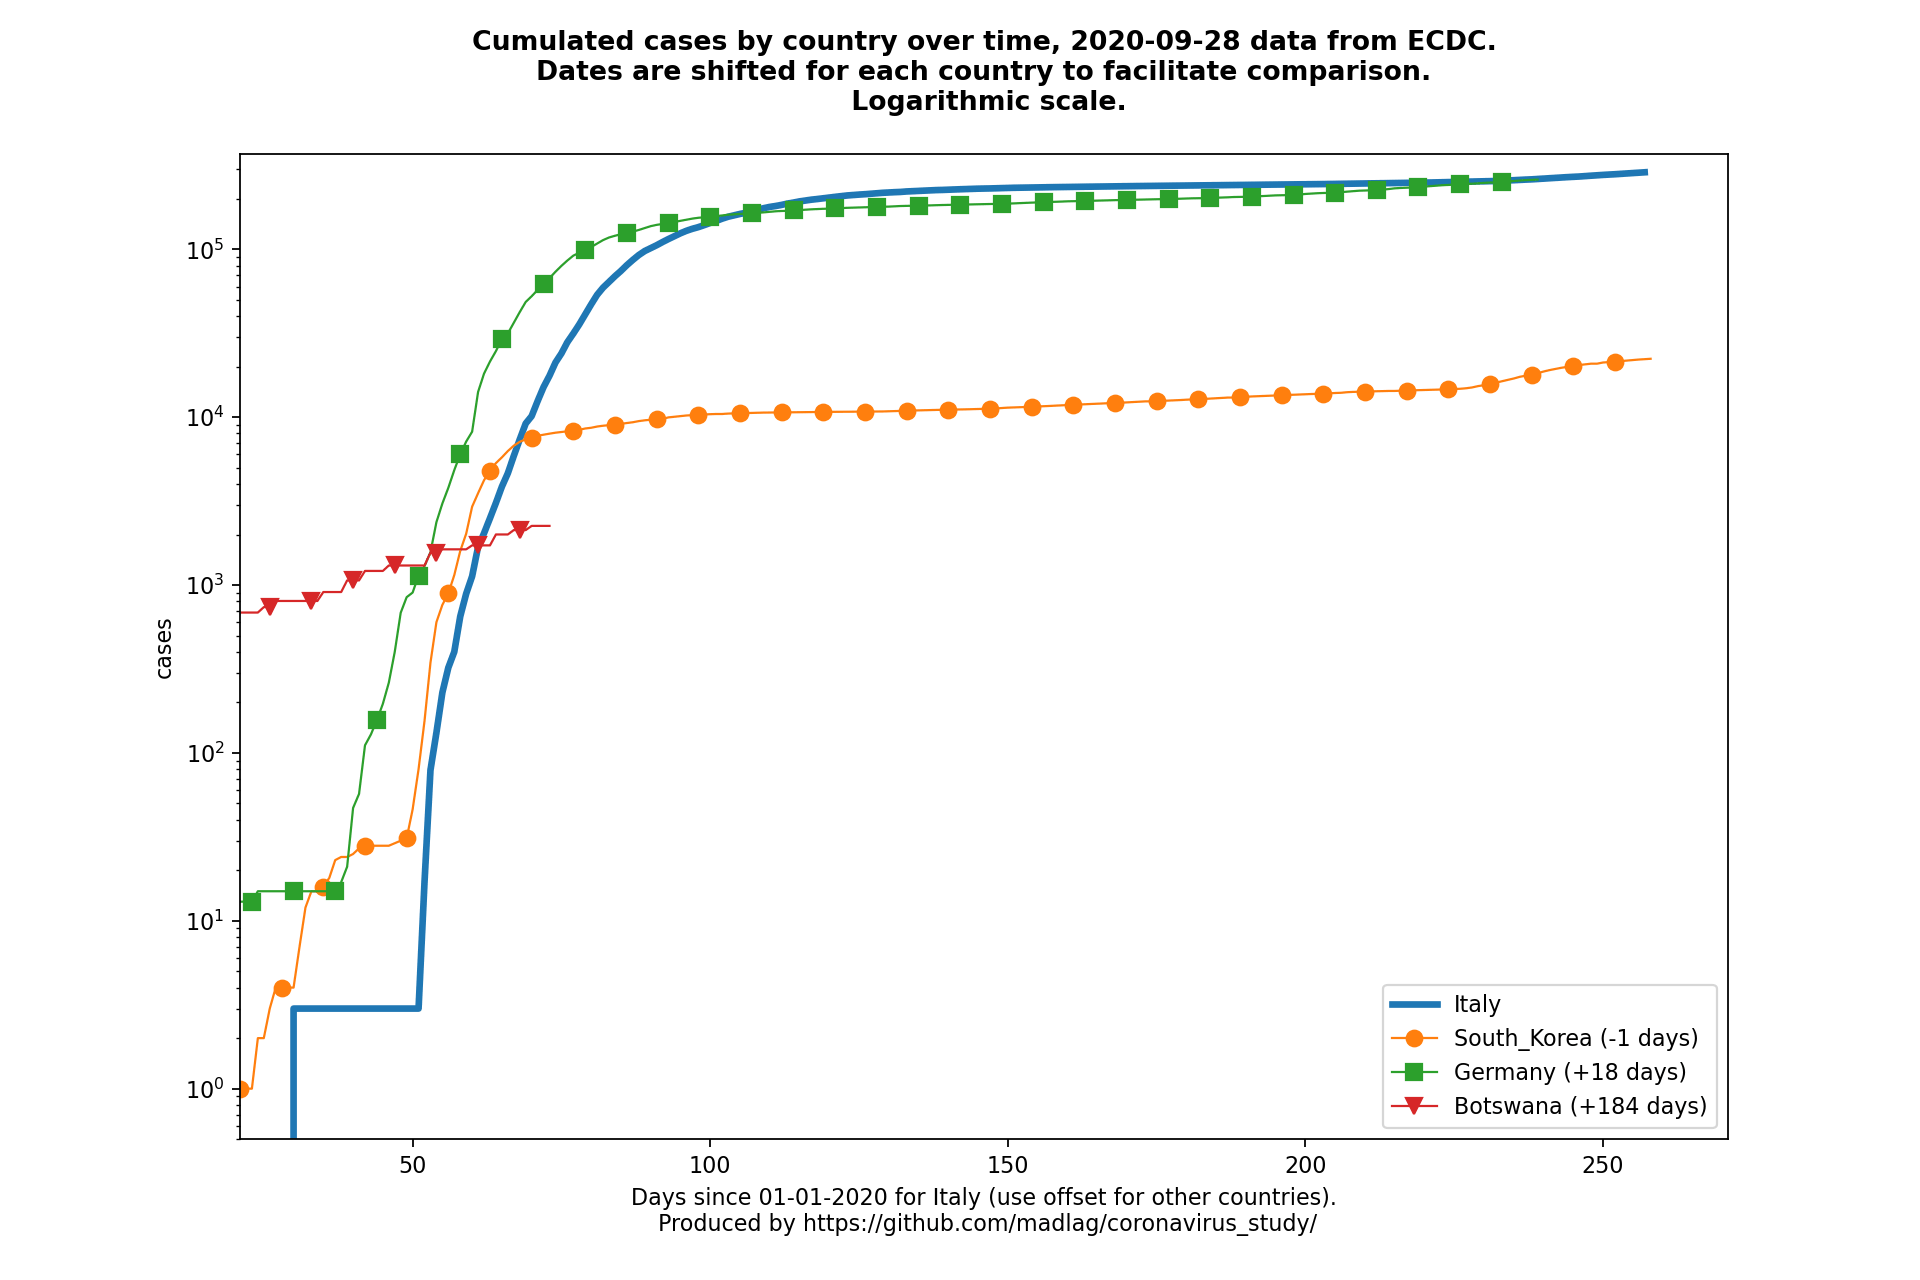 Cumulated cases by country over time, 2020-09-28 data from ECDC.
Dates are shifted for each country to facilitate comparison.
Logarithmic scale.
10^5
10^4
10^3
10^2
10^1
10^0
cases
Italy
South_Korea (-1 days)
Germany (+18 days)
Botswana (+184 days)
50 100 150 200 250
Days since 01-01-2020 for Italy (use offset for other countries).
Produced by https://github.com/madlag/coronavirus_study/